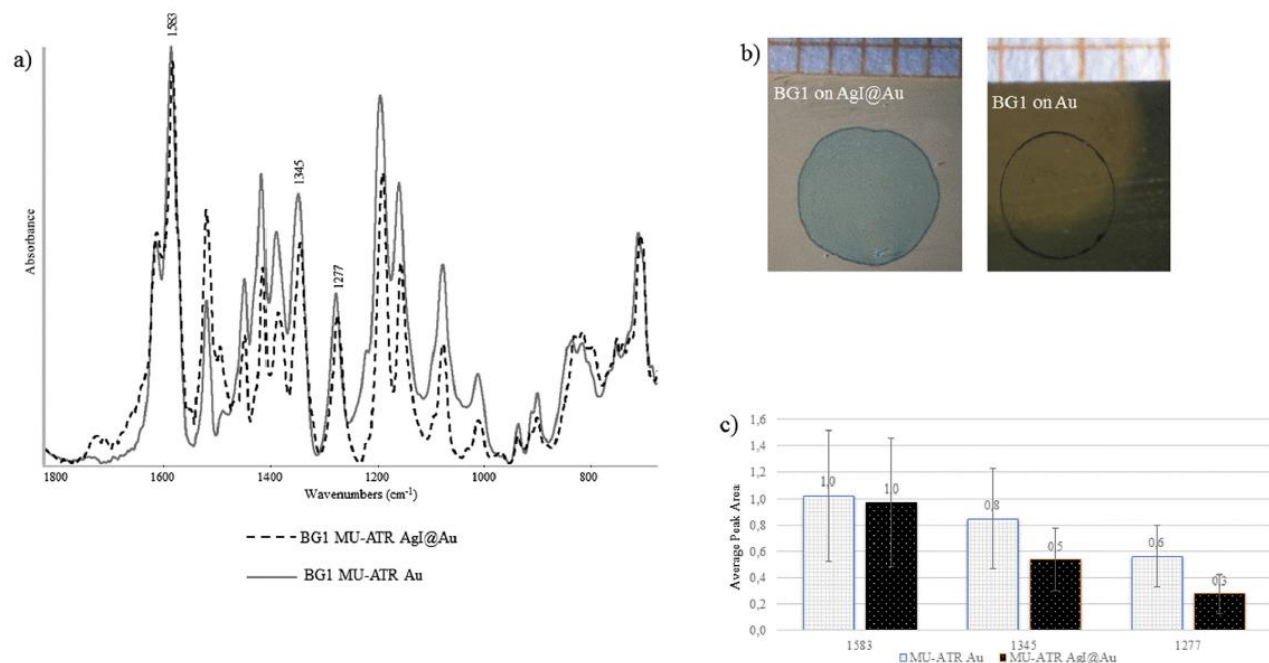 a)
1583
1345
1277
Absorbance
1800
1600
1400
1200
1000
800
Wavenumbers (cm⁻¹)
BG1 MU-ATR AgI@Au
BG1 MU-ATR Au
b)
BG1 on AgI@Au
BG1 on Au
c)
Average Peak Area
1,6
1,4
1,2
1,0
0,8
0,6
0,4
0,2
0,0
1,0
1,0
0,8
0,5
0,6
0,3
1583
1345
1277
MU-ATR Au
MU-ATR AgI@Au